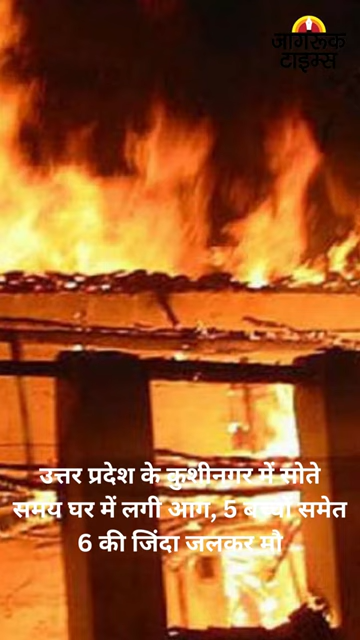 जागरूक
टाइम्स
उत्तर प्रदेश के कुशीनगर में सोते
समय घर में लगी आग, 5 बच्चों समेत
6 की जिंदा जलकर मौ